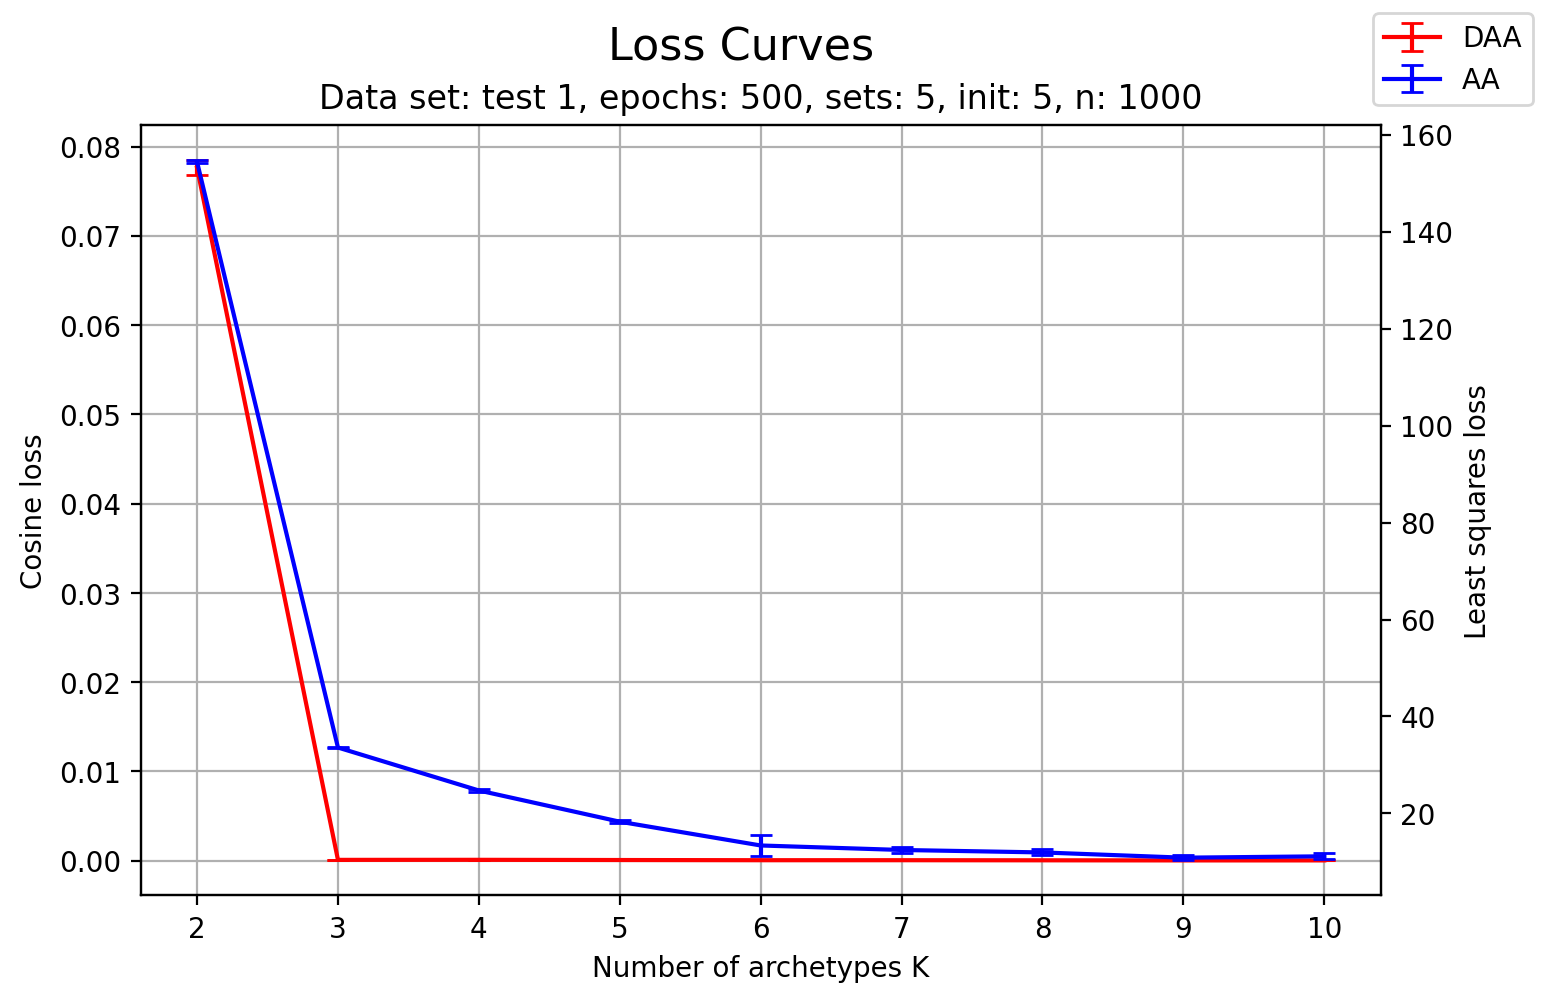 Loss Curves
Data set: test 1, epochs: 500, sets: 5, init: 5, n: 1000
DAA
AA
Cosine loss
0.08
0.07
0.06
0.05
0.04
0.03
0.02
0.01
0.00
160
140
120
100
80
60
40
20
Least squares loss
2 3 4 5 6 7 8 9 10
Number of archetypes K